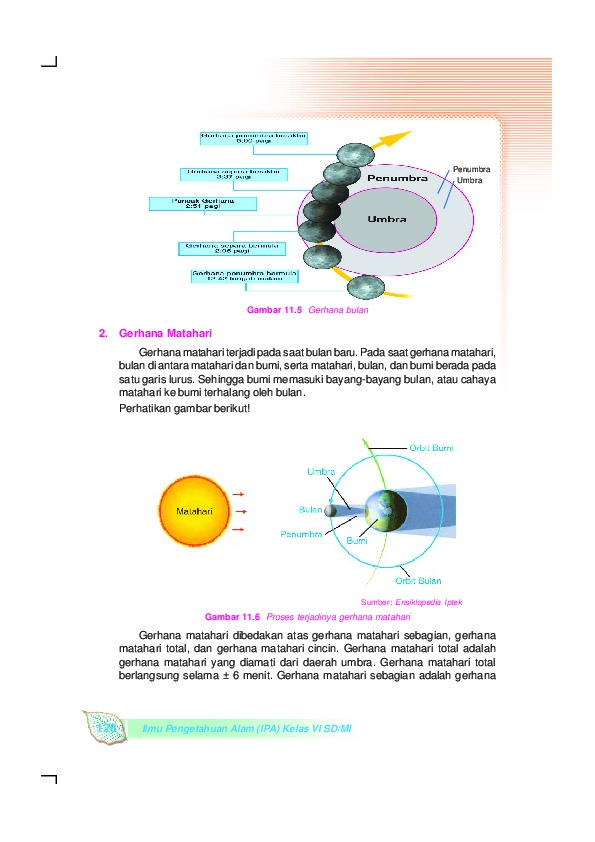 Gerhana penumbra berakhir
5:00 pagi
Penumbra
Umbra
Gerhana separa berakhir
3:37 pagi
Penumbra
Puncak Gerhana
2:51 pagi
Umbra
Gerhana separa bermula
2:06 pagi
Gerhana penumbra bermula
12:42 tengah malam
Gambar 11.5 Gerhana bulan
2. Gerhana Matahari
Gerhana matahari terjadi pada saat bulan baru. Pada saat gerhana matahari,
bulan di antara matahari dan bumi, serta matahari, bulan, dan bumi berada pada
satu garis lurus. Sehingga bumi memasuki bayang-bayang bulan, atau cahaya
matahari ke bumi terhalang oleh bulan.
Perhatikan gambar berikut!
Orbit Bumi
Umbra
Matahari
Bulan
Penumbra
Bumi
Orbit Bulan
Sumber: Ensiklopedia Iptek
Gambar 11.6 Proses terjadinya gerhana matahari
Gerhana matahari dibedakan atas gerhana matahari sebagian, gerhana
matahari total, dan gerhana matahari cincin. Gerhana matahari total adalah
gerhana matahari yang diamati dari daerah umbra. Gerhana matahari total
berlangsung selama ± 6 menit. Gerhana matahari sebagian adalah gerhana
Ilmu Pengetahuan Alam (IPA) Kelas VI SD/MI